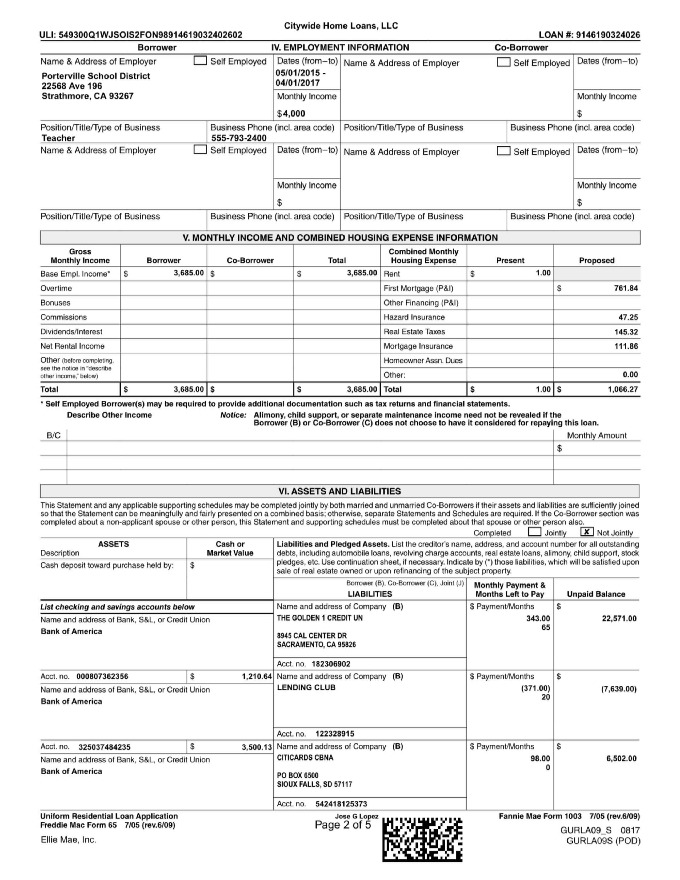 Citywide Home Loans, LLC
ULI: 549300Q1WJSOIS2FON98914619032402602
LOAN #: 9146190324026
Borrower IV. EMPLOYMENT INFORMATION Co-Borrower
Name & Address of Employer Self Employed Dates (from–to) Name & Address of Employer Self Employed Dates (from–to)
Porterville School District
22568 Ave 196
Strathmore, CA 93267
05/01/2015 -
04/01/2017
Monthly Income Monthly Income
$4,000 $
Position/Title/Type of Business Business Phone (incl. area code) Position/Title/Type of Business Business Phone (incl. area code)
Teacher 555-793-2400
Name & Address of Employer Self Employed Dates (from–to) Name & Address of Employer Self Employed Dates (from–to)
Monthly Income Monthly Income
$ $
Position/Title/Type of Business Business Phone (incl. area code) Position/Title/Type of Business Business Phone (incl. area code)
V. MONTHLY INCOME AND COMBINED HOUSING EXPENSE INFORMATION
Gross
Monthly Income Borrower Co-Borrower Total Combined Monthly
Housing Expense Present Proposed
Base Empl. Income* $ 3,685.00 $ $ 3,685.00 Rent $ 1.00
Overtime First Mortgage (P&I) $ 761.84
Bonuses Other Financing (P&I)
Commissions Hazard Insurance 47.25
Dividends/Interest Real Estate Taxes 145.32
Net Rental Income Mortgage Insurance 111.86
Other (before completing,
see the notice in "describe
other income," below)
Homeowner Assn. Dues
Other: 0.00
Total $ 3,685.00 $ $ 3,685.00 Total $ 1.00 $ 1,066.27
* Self Employed Borrower(s) may be required to provide additional documentation such as tax returns and financial statements.
Describe Other Income Notice: Alimony, child support, or separate maintenance income need not be revealed if the
Borrower (B) or Co-Borrower (C) does not choose to have it considered for repaying this loan.
B/C Monthly Amount
$
VI. ASSETS AND LIABILITIES
This Statement and any applicable supporting schedules may be completed jointly by both married and unmarried Co-Borrowers if their assets and liabilities are sufficiently joined
so that the Statement can be meaningfully and fairly presented on a combined basis; otherwise, separate Statements and Schedules are required. If the Co-Borrower section was
completed about a non-applicant spouse or other person, this Statement and supporting schedules must be completed about that spouse or other person also.
Completed Jointly X Not Jointly
ASSETS
Description
Cash or
Market Value
Liabilities and Pledged Assets. List the creditor's name, address, and account number for all outstanding
debts, including automobile loans, revolving charge accounts, real estate loans, alimony, child support, stock
pledges, etc. Use continuation sheet, if necessary. Indicate by (*) those liabilities, which will be satisfied upon
sale of real estate owned or upon refinancing of the subject property.
Cash deposit toward purchase held by: $
Borrower (B), Co-Borrower (C), Joint (J)
LIABILITIES
Monthly Payment &
Months Left to Pay
Unpaid Balance
List checking and savings accounts below
Name and address of Bank, S&L, or Credit Union
Bank of America
Name and address of Company (B) $ Payment/Months $
THE GOLDEN 1 CREDIT UN 343.00 22,571.00
65
8945 CAL CENTER DR
SACRAMENTO, CA 95826
Acct. no. 182306902
Acct. no. 000807362356 $ 1,210.64
Name and address of Bank, S&L, or Credit Union
Bank of America
Name and address of Company (B) $ Payment/Months $
LENDING CLUB (371.00) (7,639.00)
20
Acct. no. 122328915
Acct. no. 325037484235 $ 3,500.13
Name and address of Bank, S&L, or Credit Union
Bank of America
Name and address of Company (B) $ Payment/Months $
CITICARDS CBNA 98.00 6,502.00
0
PO BOX 6500
SIOUX FALLS, SD 57117
Acct. no. 542418125373
Uniform Residential Loan Application
Freddie Mac Form 65 7/05 (rev.6/09)
Ellie Mae, Inc.
Jose G Lopez
Page 2 of 5
Fannie Mae Form 1003 7/05 (rev.6/09)
GURLA09_S 0817
GURLA09S (POD)